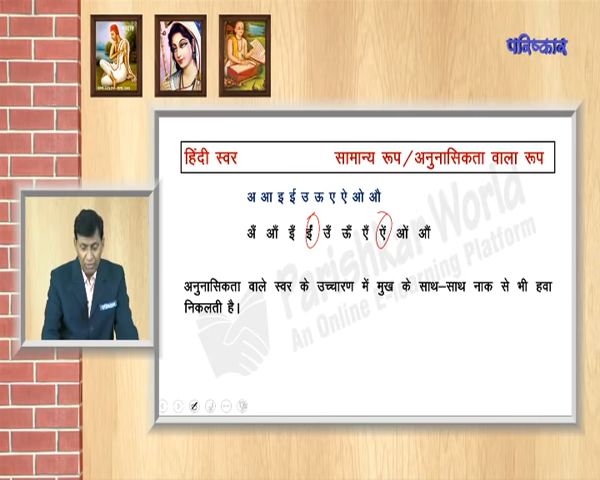 परिष्कार
हिंदी स्वर सामान्य रूप/अनुनासिकता वाला रूप
अ आ इ ई उ ऊ ए ऐ ओ औ
अँ आँ इँ ईं उँ ऊँ एँ ऐं ओं औं
अनुनासिकता वाले स्वर के उच्चारण में मुख के साथ–साथ नाक से भी हवा
निकलती है।
Parishkar World
An Online E-learning Platform